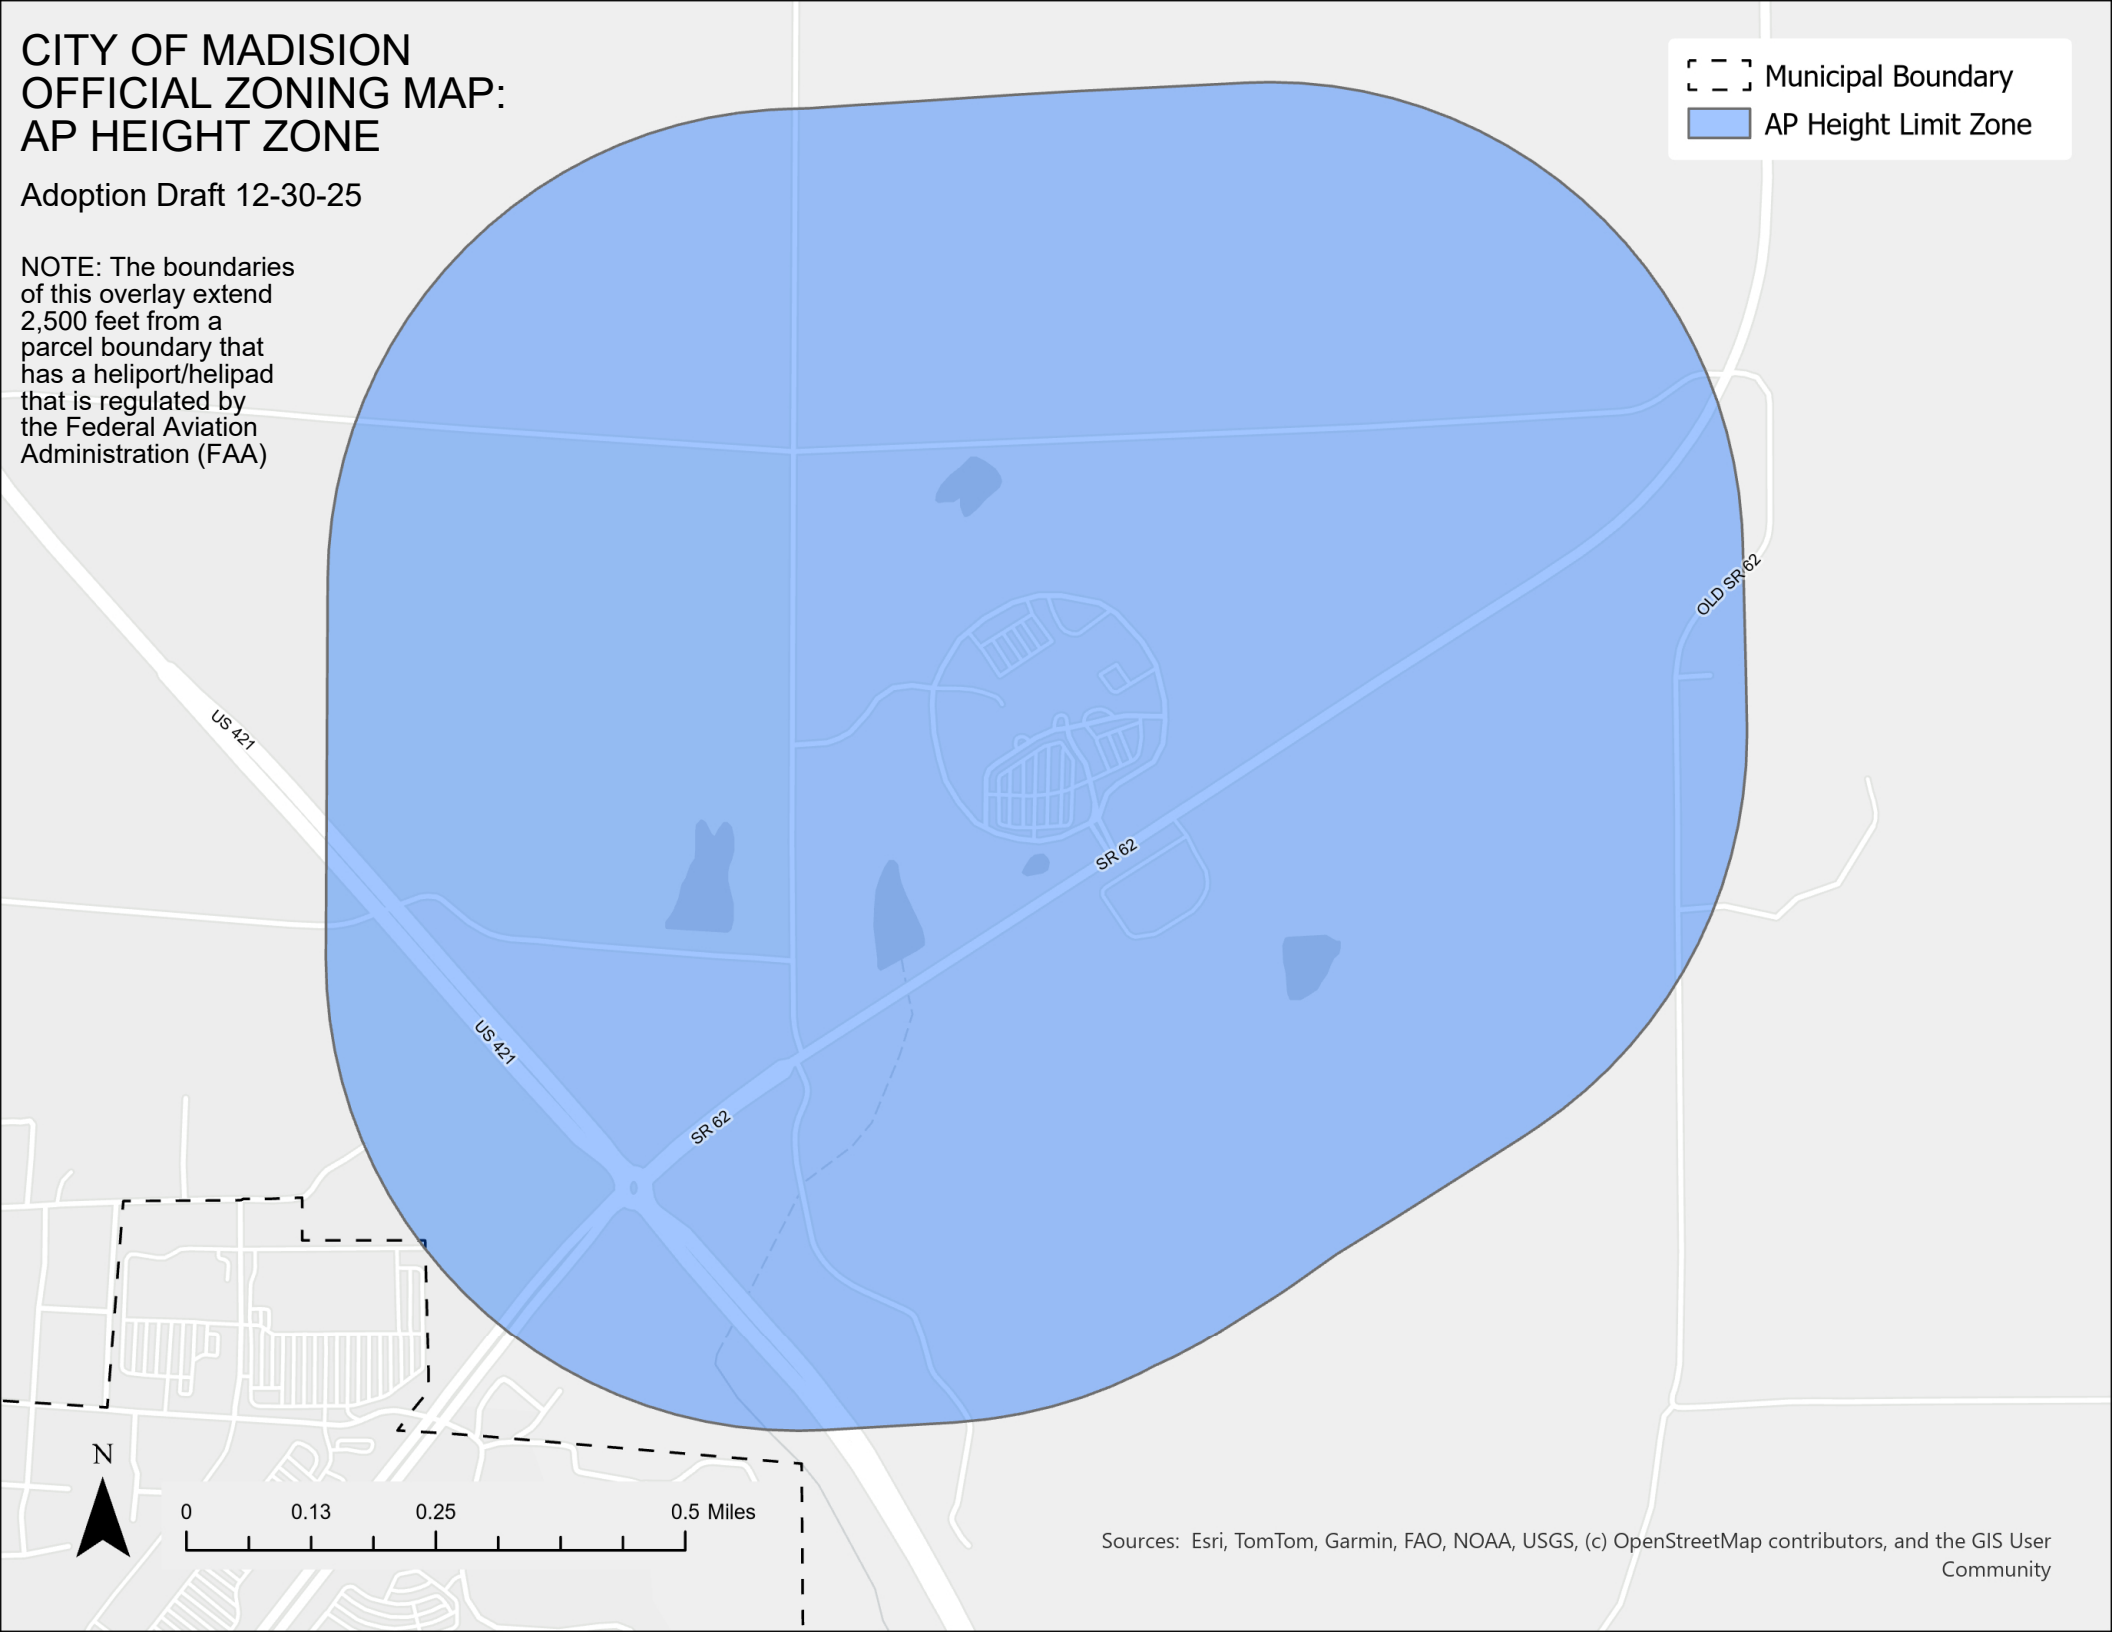 CITY OF MADISION
OFFICIAL ZONING MAP:
AP HEIGHT ZONE
Adoption Draft 12-30-25
NOTE: The boundaries
of this overlay extend
2,500 feet from a
parcel boundary that
has a heliport/helipad
that is regulated by
the Federal Aviation
Administration (FAA)
Municipal Boundary
AP Height Limit Zone
OLD SR 62
US 421
SR 62
US 421
SR 62
N
0 0.13 0.25 0.5 Miles
Sources: Esri, TomTom, Garmin, FAO, NOAA, USGS, (c) OpenStreetMap contributors, and the GIS User
Community